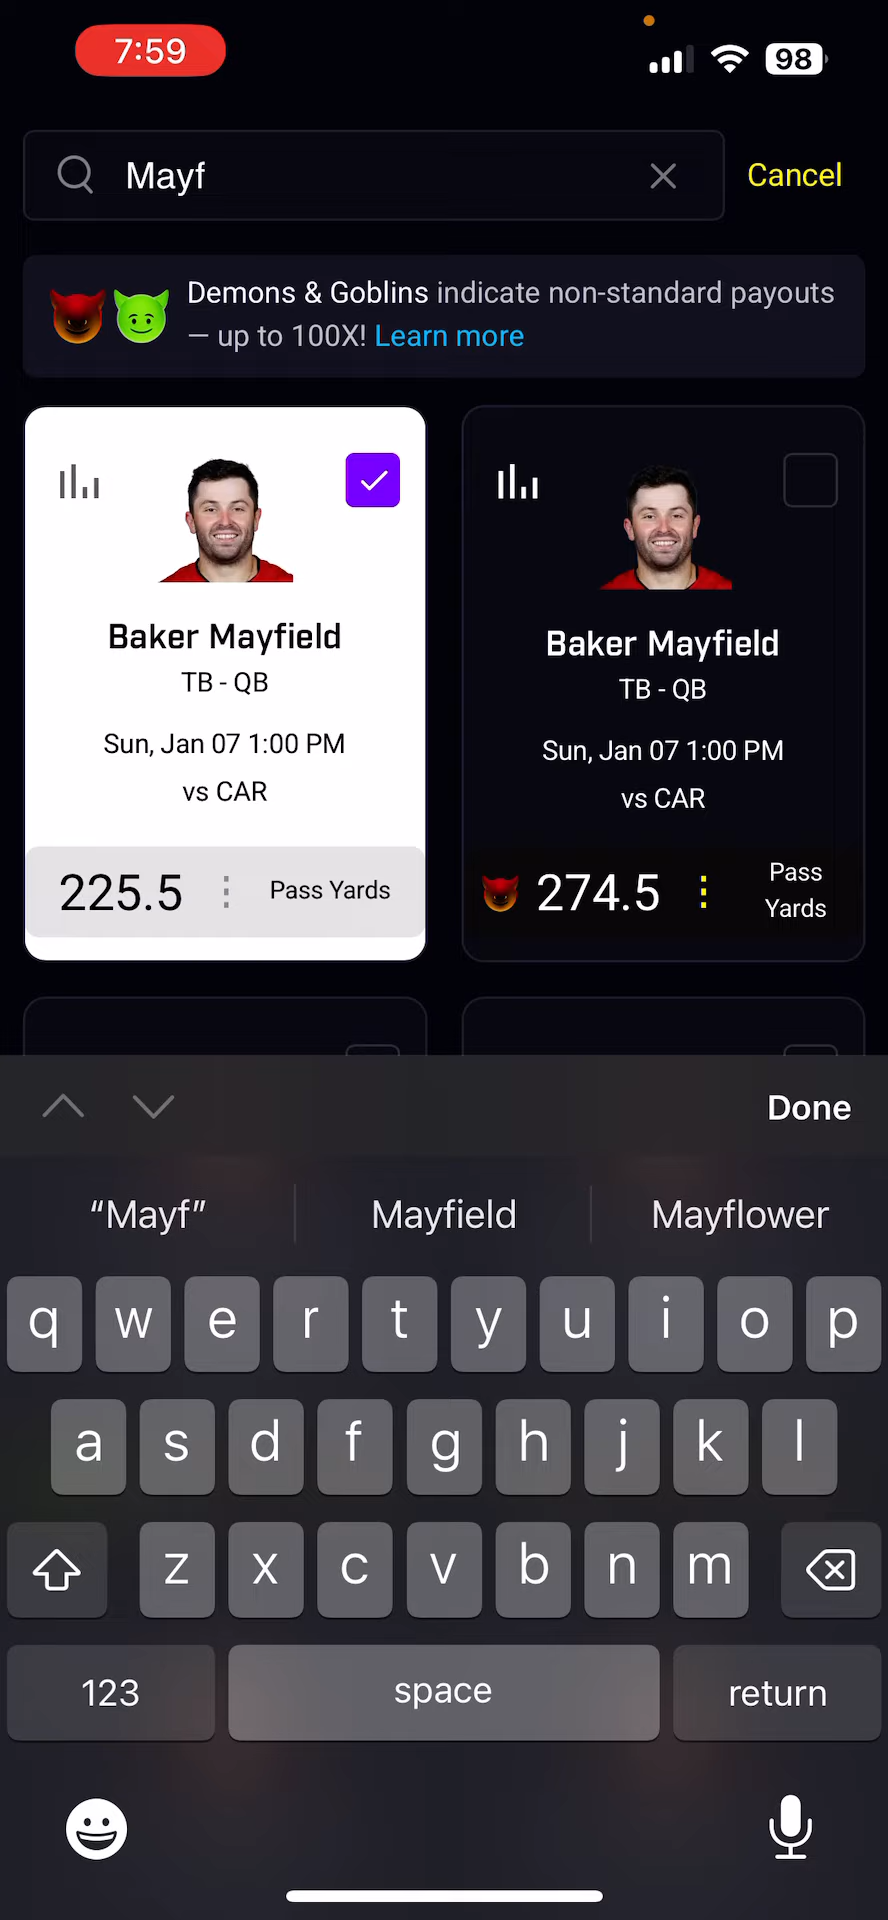 7:59
98
Mayf
Cancel
Demons & Goblins indicate non-standard payouts
— up to 100X! Learn more
Baker Mayfield
TB - QB
Sun, Jan 07 1:00 PM
vs CAR
225.5
Pass Yards
Baker Mayfield
TB - QB
Sun, Jan 07 1:00 PM
vs CAR
274.5
Pass
Yards
Done
“Mayf”
Mayfield
Mayflower
q w e r t y u i o p
a s d f g h j k l
z x c v b n m
123
space
return